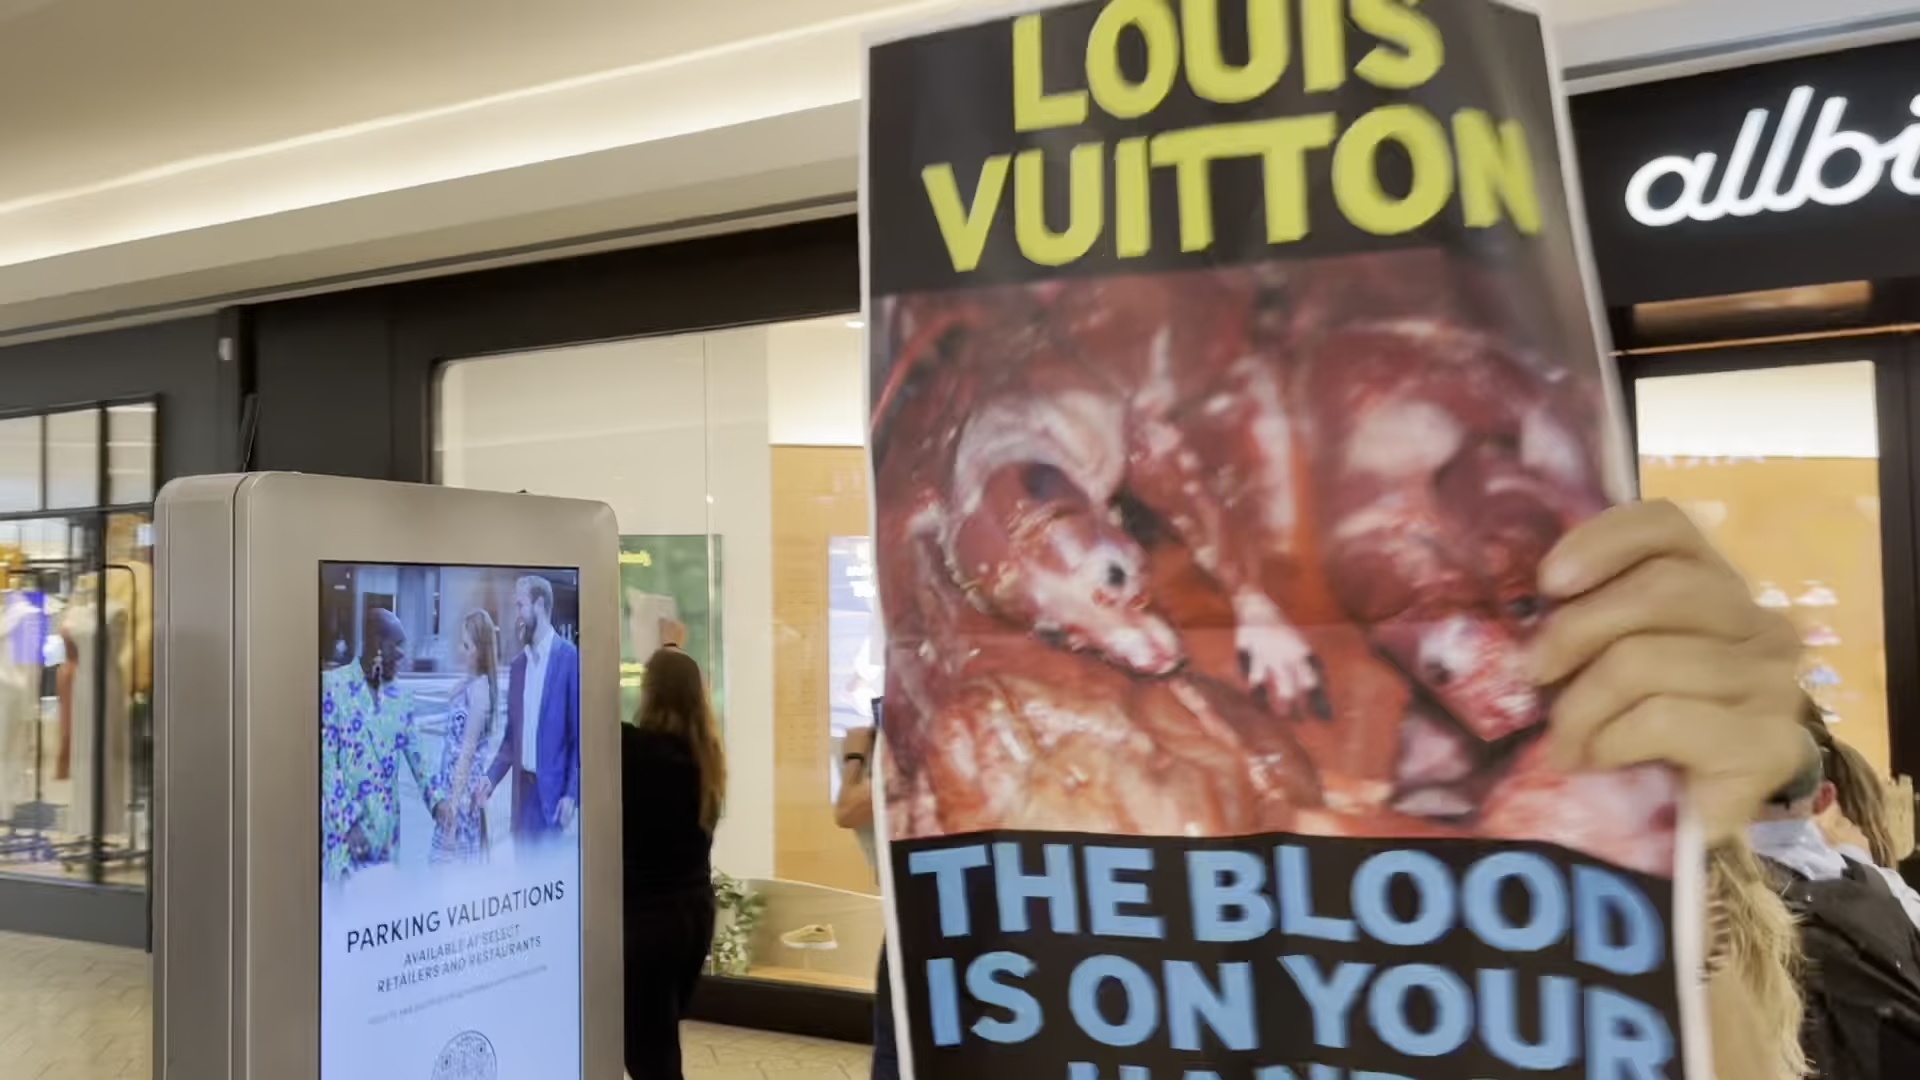 LOUIS
VUITTON
allbi
THE BLOOD
IS ON YOUR
PARKING VALIDATIONS
AVAILABLE AT SELECT
RETAILERS AND RESTAURANTS